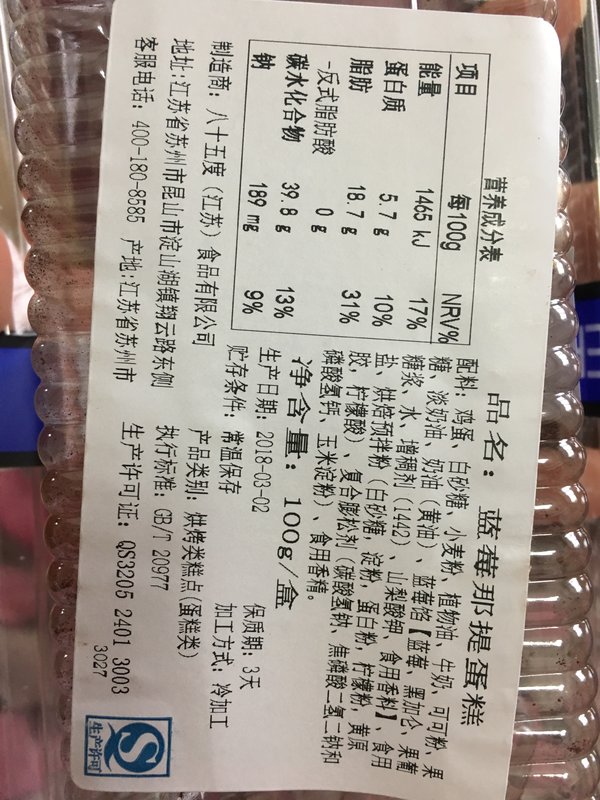 品名：蓝莓那提蛋糕
营养成分表
项目 每100g NRV%
能量 1465 kJ 17%
蛋白质 5.7 g 10%
脂肪 18.7 g 31%
-反式脂肪酸 0 g
碳水化合物 39.8 g 13%
钠 189 mg 9%
配料：鸡蛋、白砂糖、小麦粉、植物油、牛奶、可可粉、果
糖、淡奶油、奶油（黄油）、蓝莓馅【蓝莓、黑加仑、果葡
糖浆、水、增稠剂（1442）、山梨酸钾、食用香料】、食用
盐、烘焙预拌粉（白砂糖，淀粉，蛋白粉，柠檬粉，黄原
胶，柠檬酸）、复合膨松剂（碳酸氢钠、焦磷酸二氢二钠和
磷酸氢钙、玉米淀粉）、食用香精。
净含量：100g/盒
生产日期：2018-03-02 保质期：3天
贮存条件：常温保存 加工方式：冷加工
制造商：八十五度（江苏）食品有限公司 产品类别：烘烤类糕点(蛋糕类)
地址:江苏省苏州市昆山市淀山湖镇翔云路东侧 执行标准：GB/T 20977
客服电话：400-180-8585 产地:江苏省苏州市 生产许可证：QS3205 2401 3003
3027
生产许可